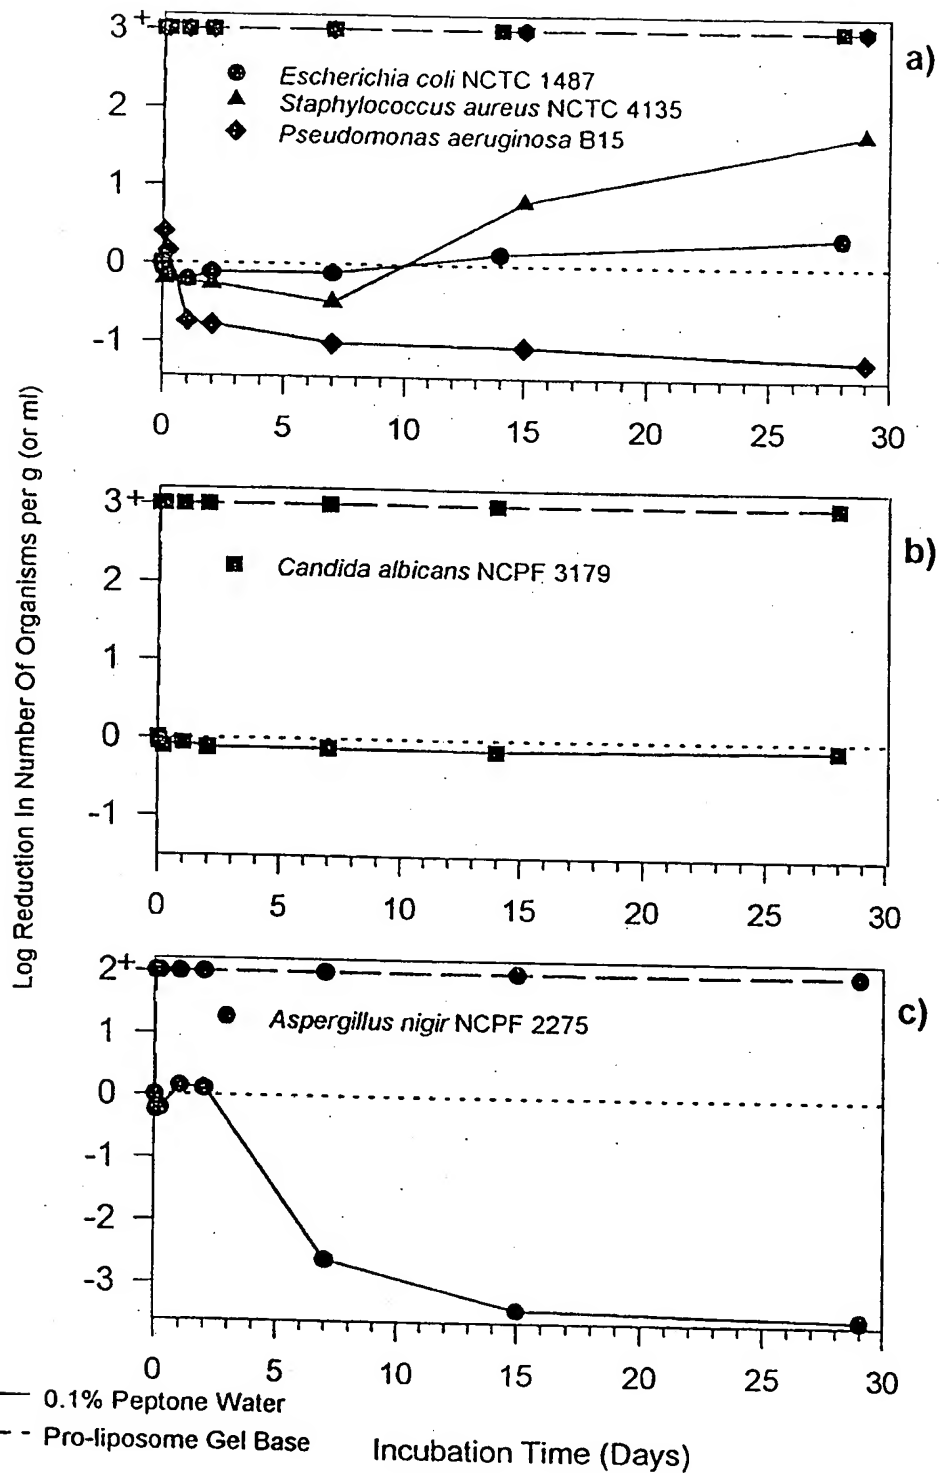 Log Reduction In Number Of Organisms per g (or ml)
3+
2
1
0
-1
a)
Escherichia coli NCTC 1487
Staphylococcus aureus NCTC 4135
Pseudomonas aeruginosa B15
0 5 10 15 20 25 30
3+
2
1
0
-1
b)
Candida albicans NCPF 3179
0 5 10 15 20 25 30
2+
1
0
-1
-2
-3
c)
Aspergillus nigir NCPF 2275
0 5 10 15 20 25 30
0.1% Peptone Water
Pro-liposome Gel Base
Incubation Time (Days)